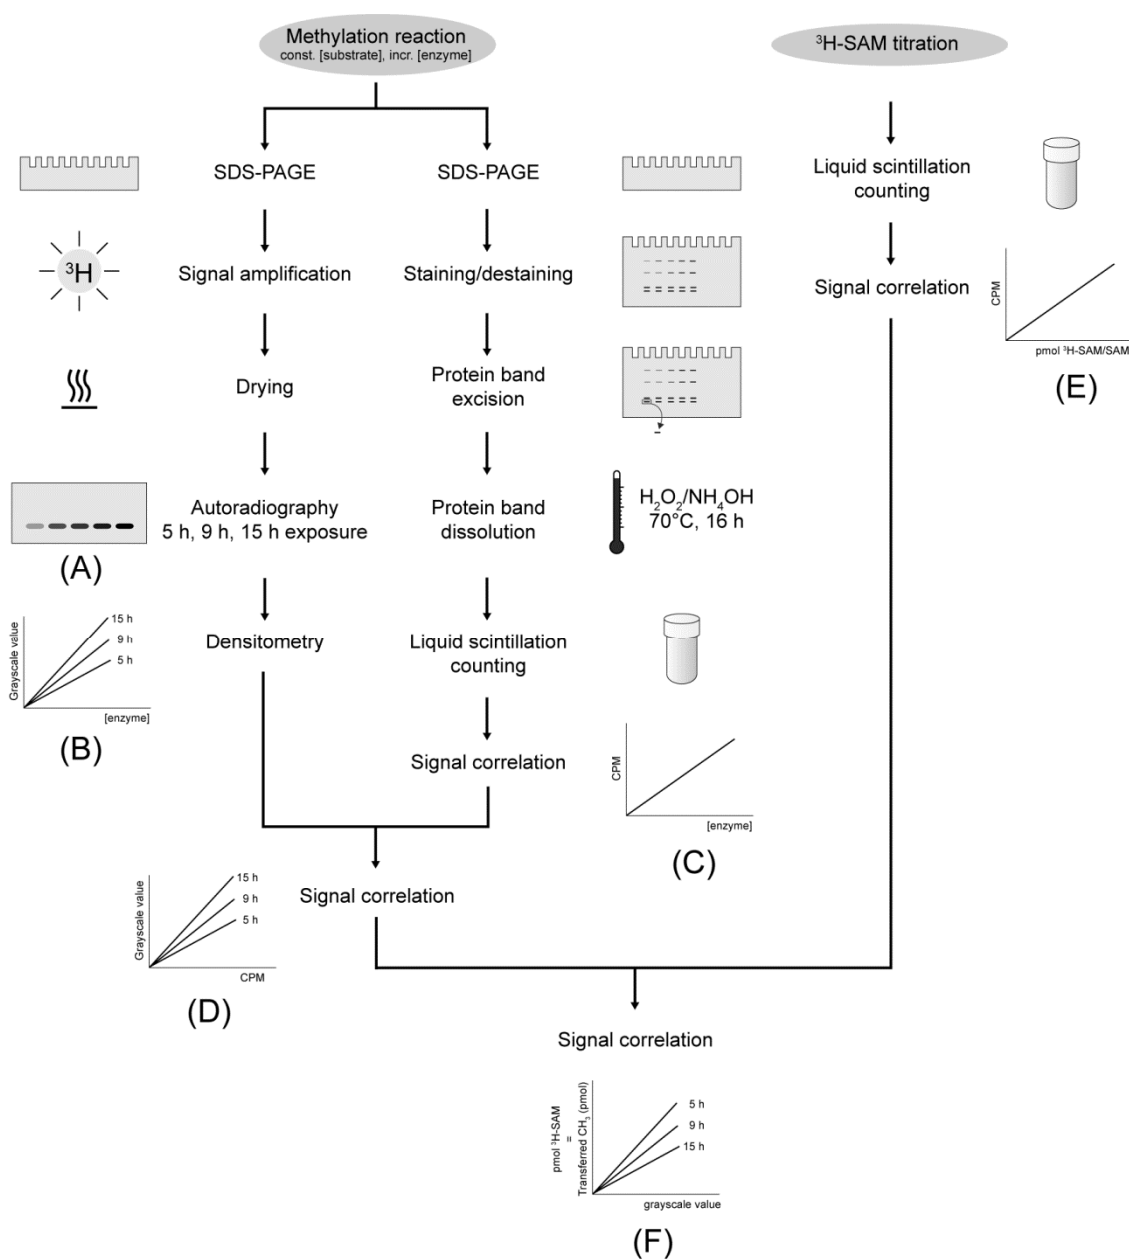 Methylation reaction
const. [substrate], incr. [enzyme]
³H-SAM titration
SDS-PAGE
SDS-PAGE
Liquid scintillation
counting
³H
Signal amplification
Staining/destaining
Signal correlation
CPM
pmol ³H-SAM/SAM
(E)
Drying
Protein band
excision
Autoradiography
5 h, 9 h, 15 h exposure
(A)
Protein band
dissolution
H₂O₂/NH₄OH
70°C, 16 h
Grayscale value
15 h
9 h
5 h
[enzyme]
(B)
Densitometry
Liquid scintillation
counting
Signal correlation
CPM
[enzyme]
(C)
Grayscale value
15 h
9 h
5 h
CPM
(D)
Signal correlation
Signal correlation
pmol ³H-SAM
=
Transferred CH₃ (pmol)
5 h
9 h
15 h
grayscale value
(F)